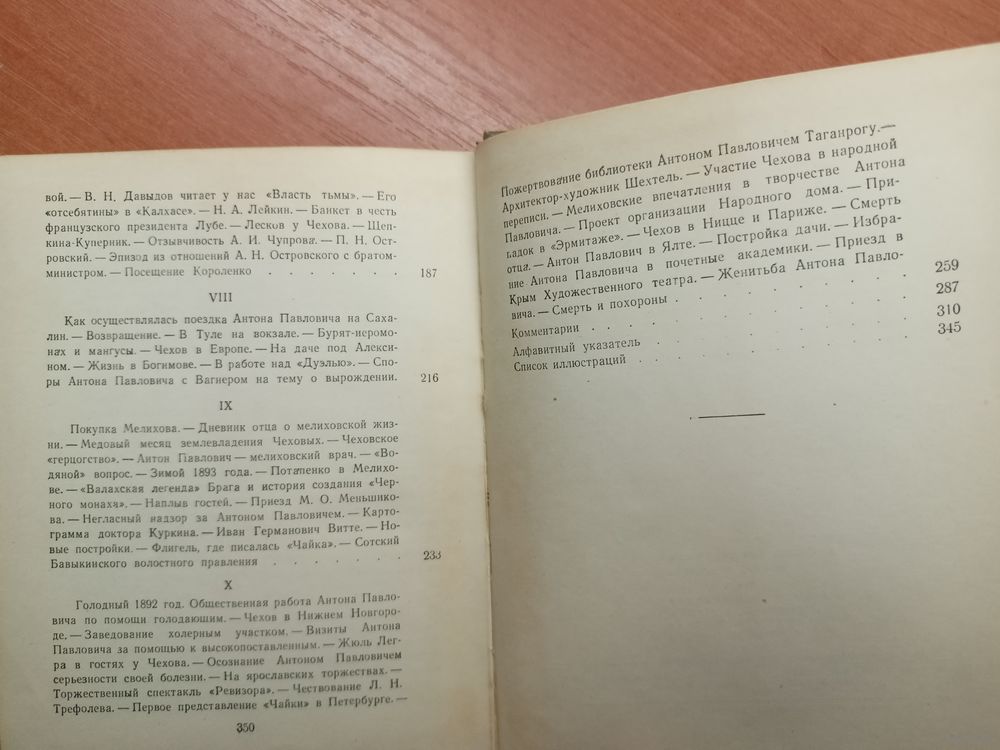 вой. — В. Н. Давыдов читает у нас «Власть тьмы». — Его
«отсебятины» в «Калхасе». — Н. А. Лейкин. — Банкет в честь
французского президента Лубе. — Лесков у Чехова. — Щеп-
кина-Куперник. — Отзывчивость А. И. Чупрова. — П. Н. Ост-
ровский. — Эпизод из отношений А. Н. Островского с братом-
министром. — Посещение Короленко . . . . . . . 187
VIII
Как осуществлялась поездка Антона Павловича на Саха-
лин. — Возвращение. — В Туле на вокзале. — Бурят-иеромо-
нах и мангусы. — Чехов в Европе. — На даче под Алекси-
ном. — Жизнь в Богимове. — В работе над «Дуэлью». — Спо-
ры Антона Павловича с Вагнером на тему о вырождении. 216
IX
Покупка Мелихова. — Дневник отца о мелиховской жиз-
ни. — Медовый месяц землевладения Чеховых. — Чеховское
«герцогство». — Антон Павлович — мелиховский врач. — «Во-
дяной» вопрос. — Зимой 1893 года. — Потапенко в Мелихо-
ве. — «Валахская легенда» Брага и история создания «Чер-
ного монаха». — Наплыв гостей. — Приезд М. О. Меньшико-
ва. — Негласный надзор за Антоном Павловичем. — Карто-
грамма доктора Куркина. — Иван Германович Витте. — Но-
вые постройки. — Флигель, где писалась «Чайка». — Сотский
Бавыкинского волостного правления . . . . . . . 233
X
Голодный 1892 год. Общественная работа Антона Павло-
вича по помощи голодающим. — Чехов в Нижнем Новгоро-
де. — Заведование холерным участком. — Визиты Антона
Павловича за помощью к высокопоставленным. — Жюль Лег-
ра в гостях у Чехова. — Осознание Антоном Павловичем
серьезности своей болезни. — На ярославских торжествах. —
Торжественный спектакль «Ревизора». — Чествование Л. Н.
Трефолева. — Первое представление «Чайки» в Петербурге. —
350
Пожертвование библиотеки Антоном Павловичем Таганрогу. —
Архитектор-художник Шехтель. — Участие Чехова в народной
переписи. — Мелиховские впечатления в творчестве Антона
Павловича. — Проект организации Народного дома. — При-
падок в «Эрмитаже». — Чехов в Ницце и Париже. — Смерть
отца. — Антон Павлович в Ялте. — Постройка дачи. — Избра-
ние Антона Павловича в почетные академики. — Приезд в
Крым Художественного театра. — Женитьба Антона Павло-
вича. — Смерть и похороны . . . . . . . 259
Комментарии . . . . . . . . . 287
Алфавитный указатель . . . . . . . 310
Список иллюстраций . . . . . . . 345